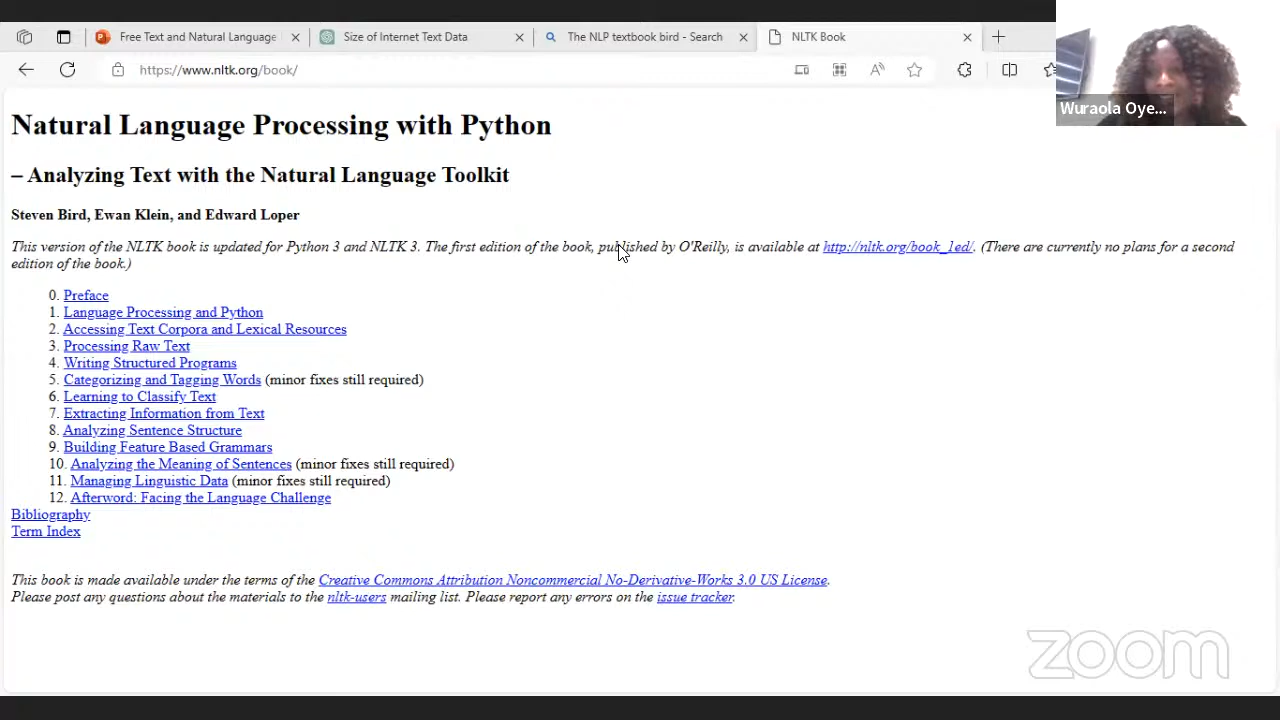 Free Text and Natural Language
Size of Internet Text Data
The NLP textbook bird - Search
NLTK Book
https://www.nltk.org/book/
Wuraola Oye...
Natural Language Processing with Python
– Analyzing Text with the Natural Language Toolkit
Steven Bird, Ewan Klein, and Edward Loper
This version of the NLTK book is updated for Python 3 and NLTK 3. The first edition of the book, published by O'Reilly, is available at http://nltk.org/book_1ed/. (There are currently no plans for a second
edition of the book.)
0. Preface
1. Language Processing and Python
2. Accessing Text Corpora and Lexical Resources
3. Processing Raw Text
4. Writing Structured Programs
5. Categorizing and Tagging Words (minor fixes still required)
6. Learning to Classify Text
7. Extracting Information from Text
8. Analyzing Sentence Structure
9. Building Feature Based Grammars
10. Analyzing the Meaning of Sentences (minor fixes still required)
11. Managing Linguistic Data (minor fixes still required)
12. Afterword: Facing the Language Challenge
Bibliography
Term Index
This book is made available under the terms of the Creative Commons Attribution Noncommercial No-Derivative-Works 3.0 US License.
Please post any questions about the materials to the nltk-users mailing list. Please report any errors on the issue tracker.
zoom